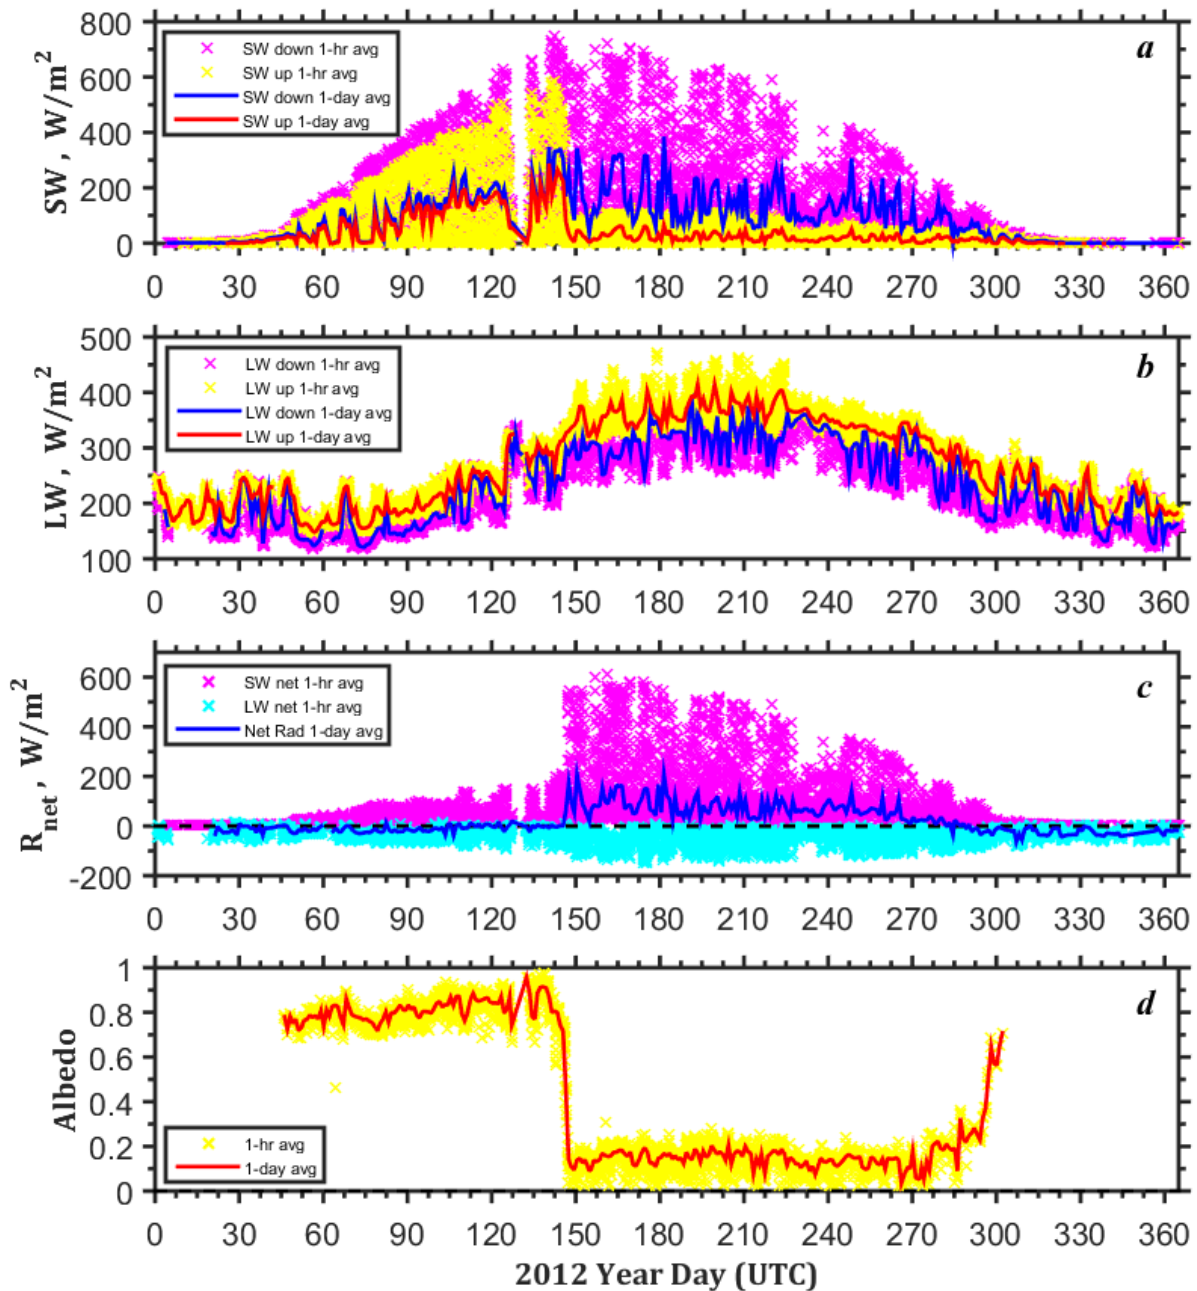 800
600
400
200
0
SW , W/m²
SW down 1-hr avg
SW up 1-hr avg
SW down 1-day avg
SW up 1-day avg
a
0 30 60 90 120 150 180 210 240 270 300 330 360
500
400
300
200
100
LW , W/m²
LW down 1-hr avg
LW up 1-hr avg
LW down 1-day avg
LW up 1-day avg
b
0 30 60 90 120 150 180 210 240 270 300 330 360
600
400
200
0
-200
Rnet , W/m²
SW net 1-hr avg
LW net 1-hr avg
Net Rad 1-day avg
c
0 30 60 90 120 150 180 210 240 270 300 330 360
1
0.8
0.6
0.4
0.2
0
Albedo
d
1-hr avg
1-day avg
0 30 60 90 120 150 180 210 240 270 300 330 360
2012 Year Day (UTC)